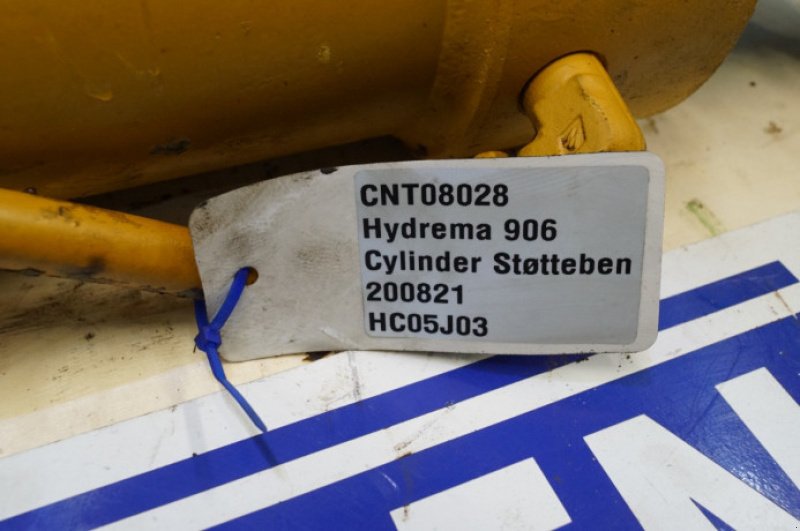 CNT08028
Hydrema 906
Cylinder Støtteben
200821
HC05J03